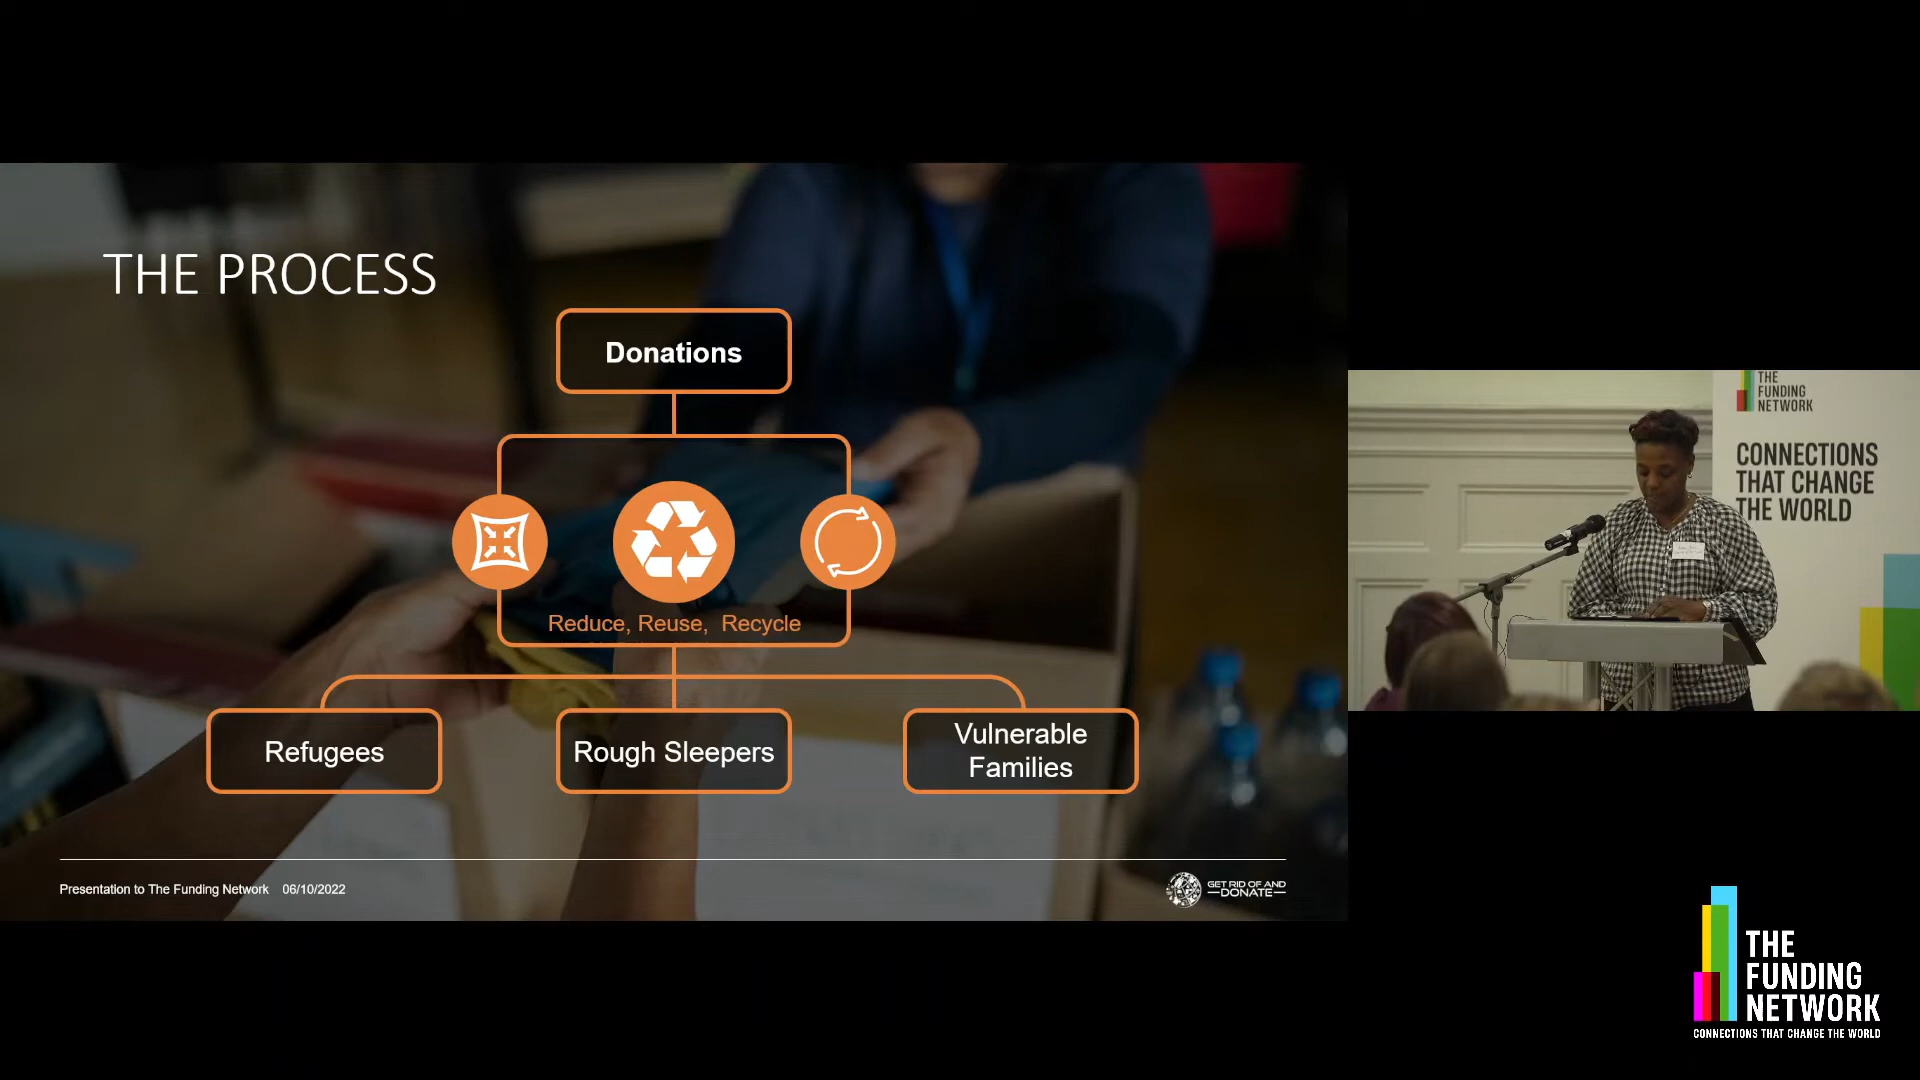 THE PROCESS
Donations
Reduce, Reuse,  Recycle
Refugees
Rough Sleepers
Vulnerable
Families
Presentation to The Funding Network 06/10/2022
GET RID OF AND
DONATE
THE
FUNDING
NETWORK
CONNECTIONS
THAT CHANGE
THE WORLD
THE
FUNDING
NETWORK
CONNECTIONS THAT CHANGE THE WORLD